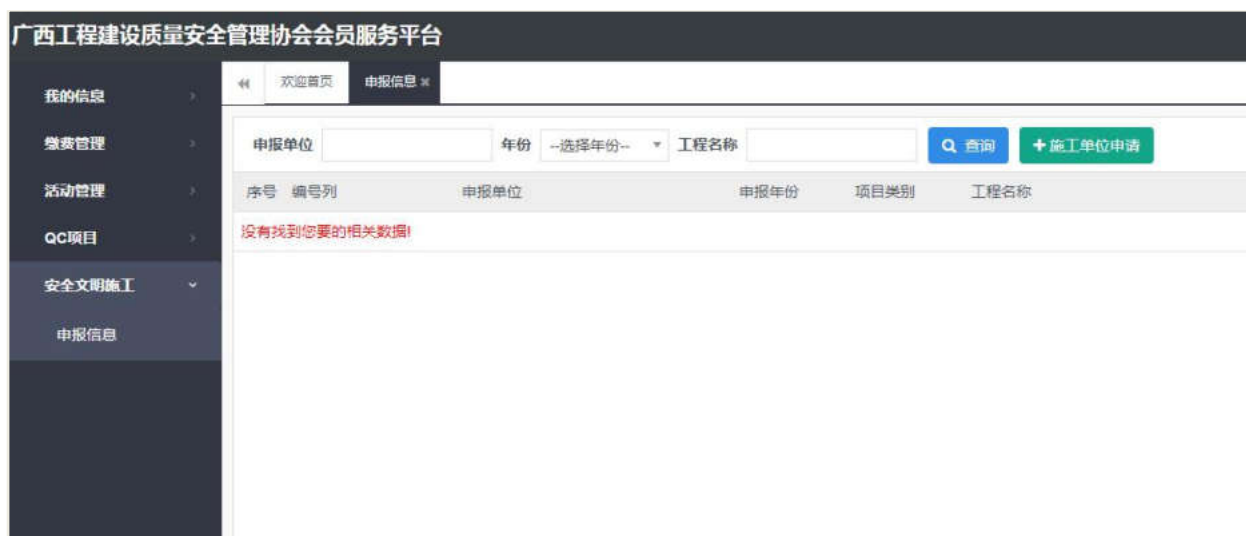 广西工程建设质量安全管理协会会员服务平台
我的信息
欢迎首页 申报信息
缴费管理
申报单位 年份 --选择年份-- 工程名称 查询 施工单位申请
活动管理
序号 编号列 申报单位 申报年份 项目类别 工程名称
QC项目
没有找到您要的相关数据!
安全文明施工
申报信息